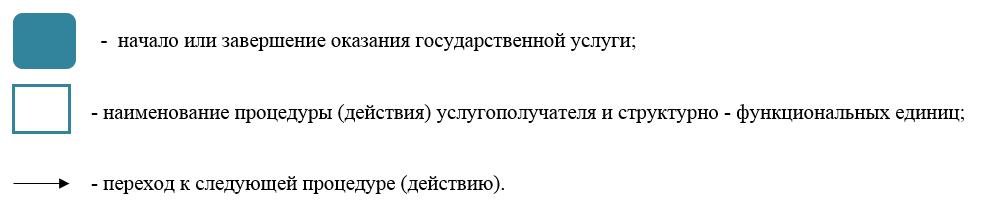 - начало или завершение оказания государственной услуги;
- наименование процедуры (действия) услугополучателя и структурно - функциональных единиц;
- переход к следующей процедуре (действию).